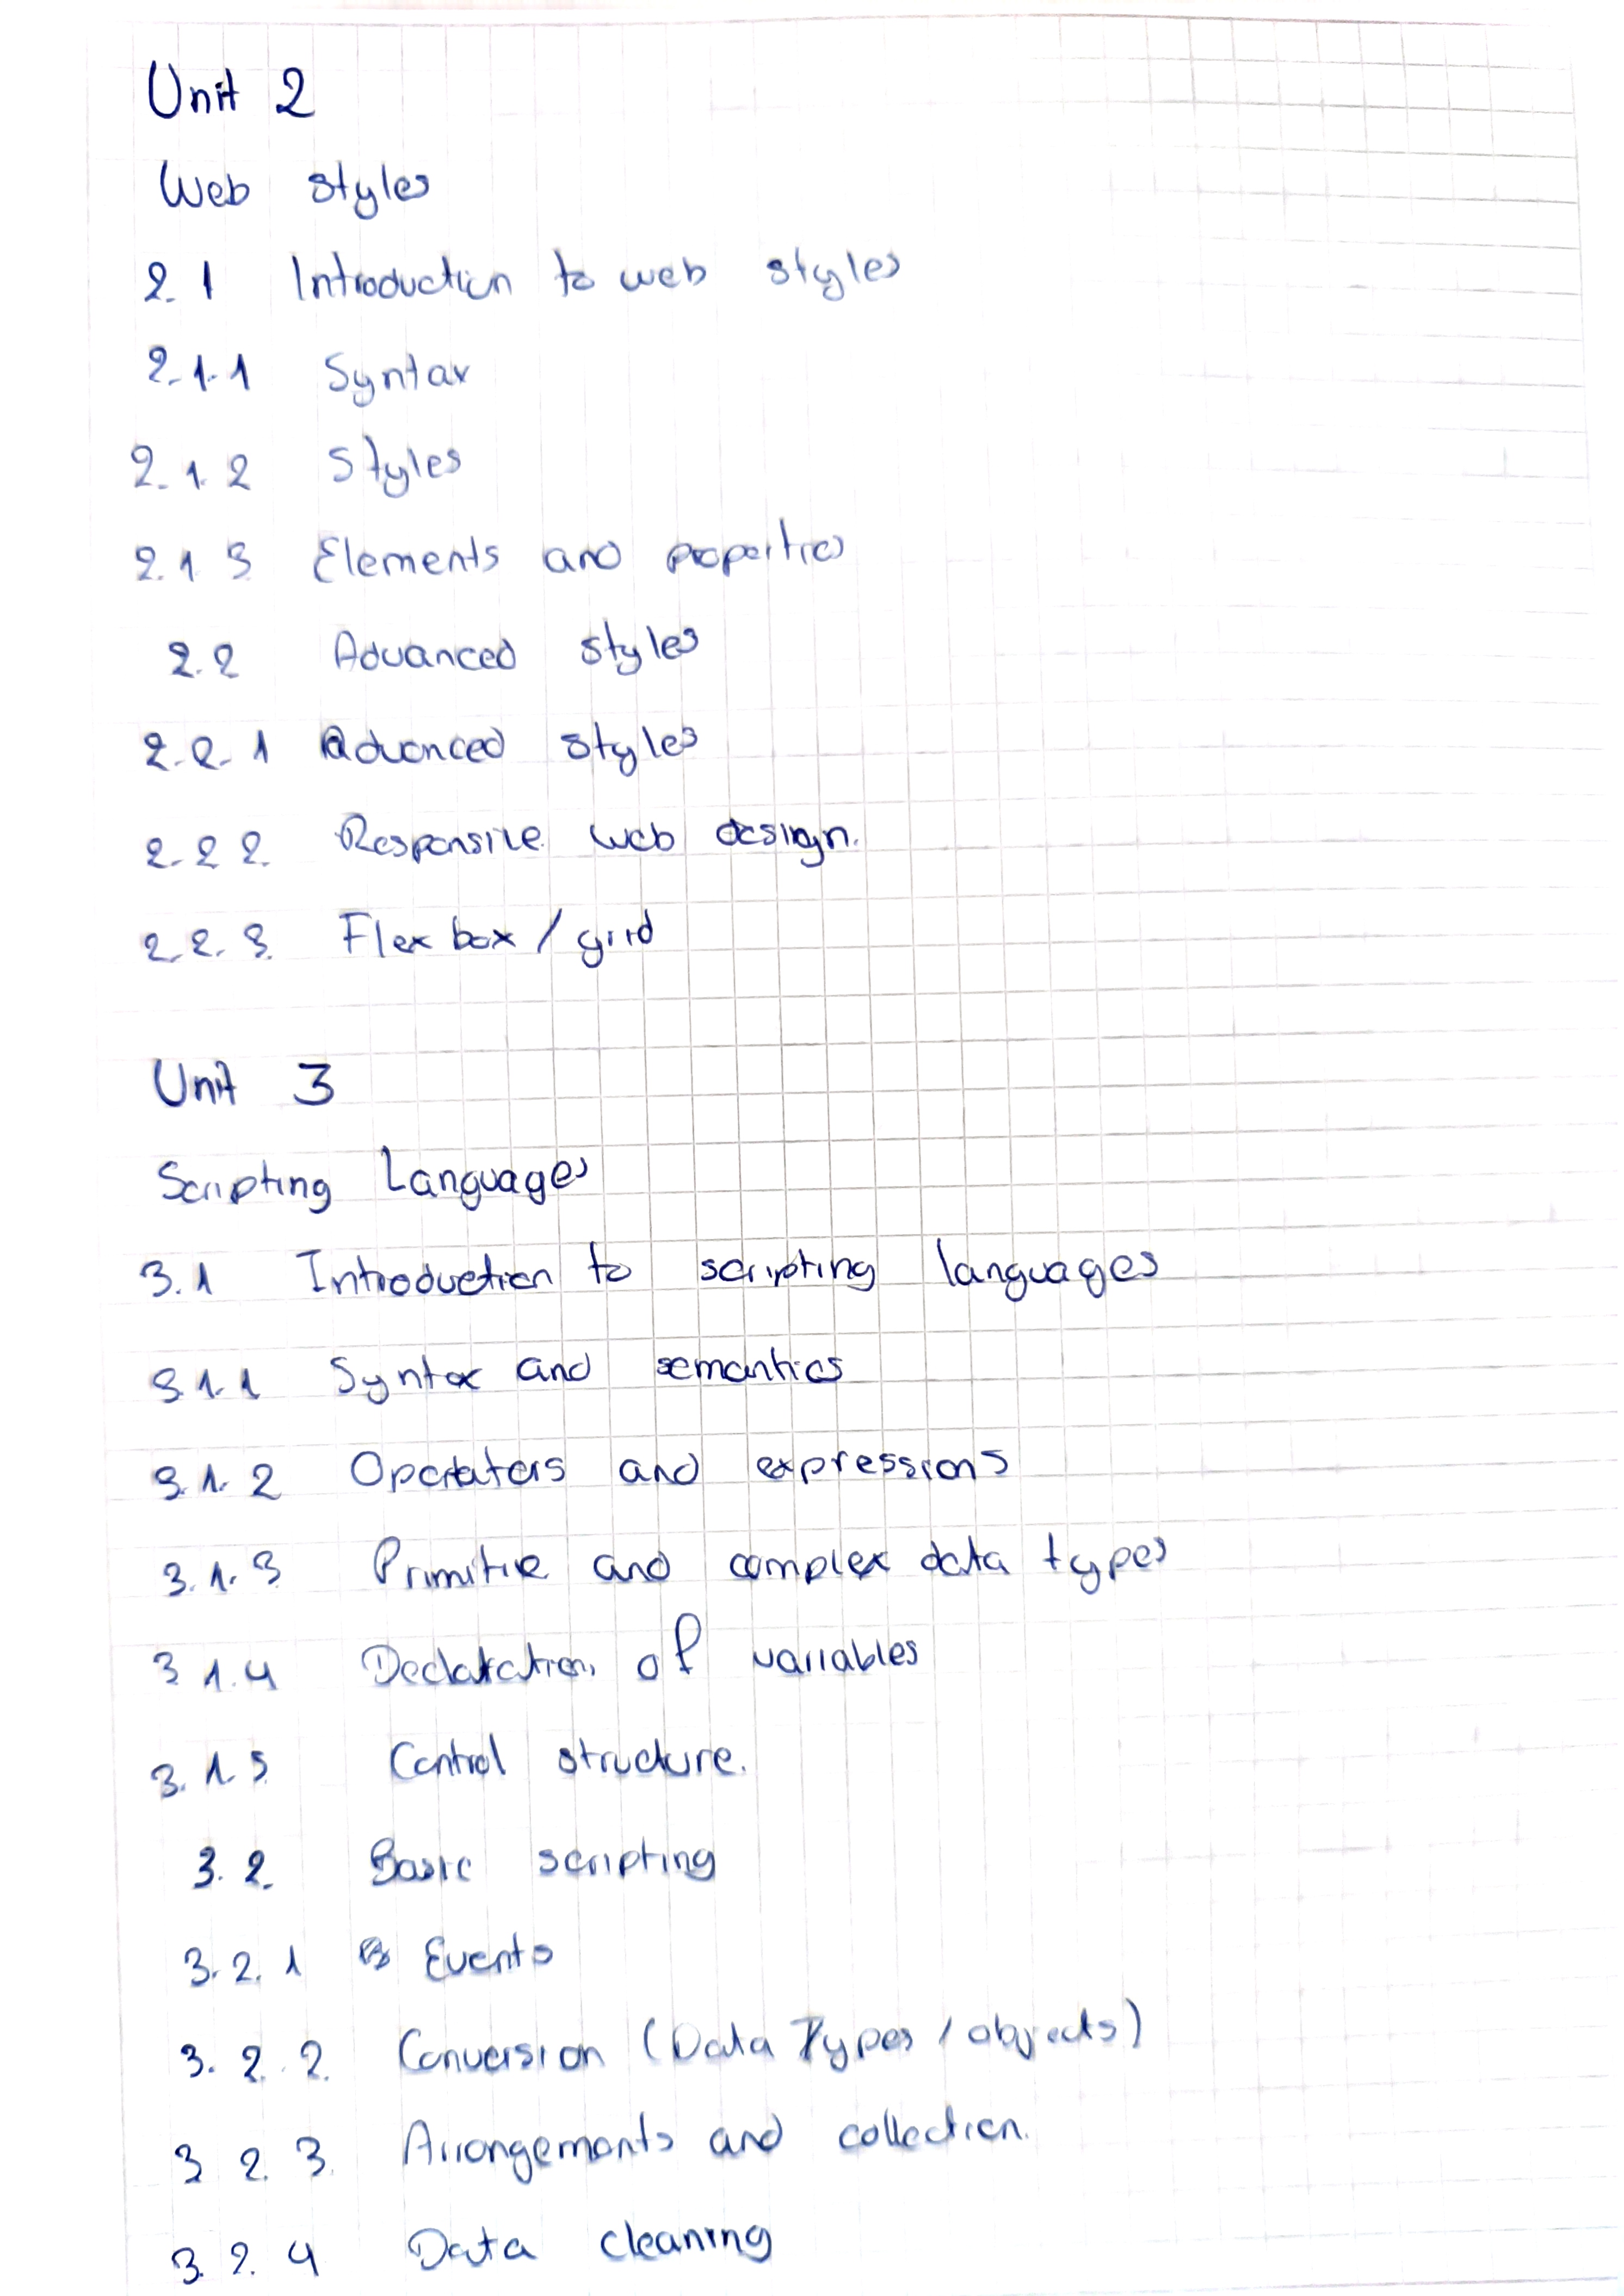 Unit 2
Web styles
2.1 Introduction to web styles
2.1.1 Syntax
2.1.2 Styles
2.1.3 Elements and properties
2.2 Advanced styles
2.2.1 Advanced styles
2.2.2. Responsive web design.
2.2.3. Flex box / grid
Unit 3
Scripting Languages
3.1 Introduction to scripting languages
3.1.1 Syntax and semantics
3.1.2 Operators and expressions
3.1.3 Primitive and complex data types
3.1.4 Declaration of variables
3.1.5 Control structure.
3.2. Basic scripting
3.2.1 Events
3.2.2. Conversion (Data Types / objects)
3.2.3. Arrangements and collection.
3.2.4 Data cleaning